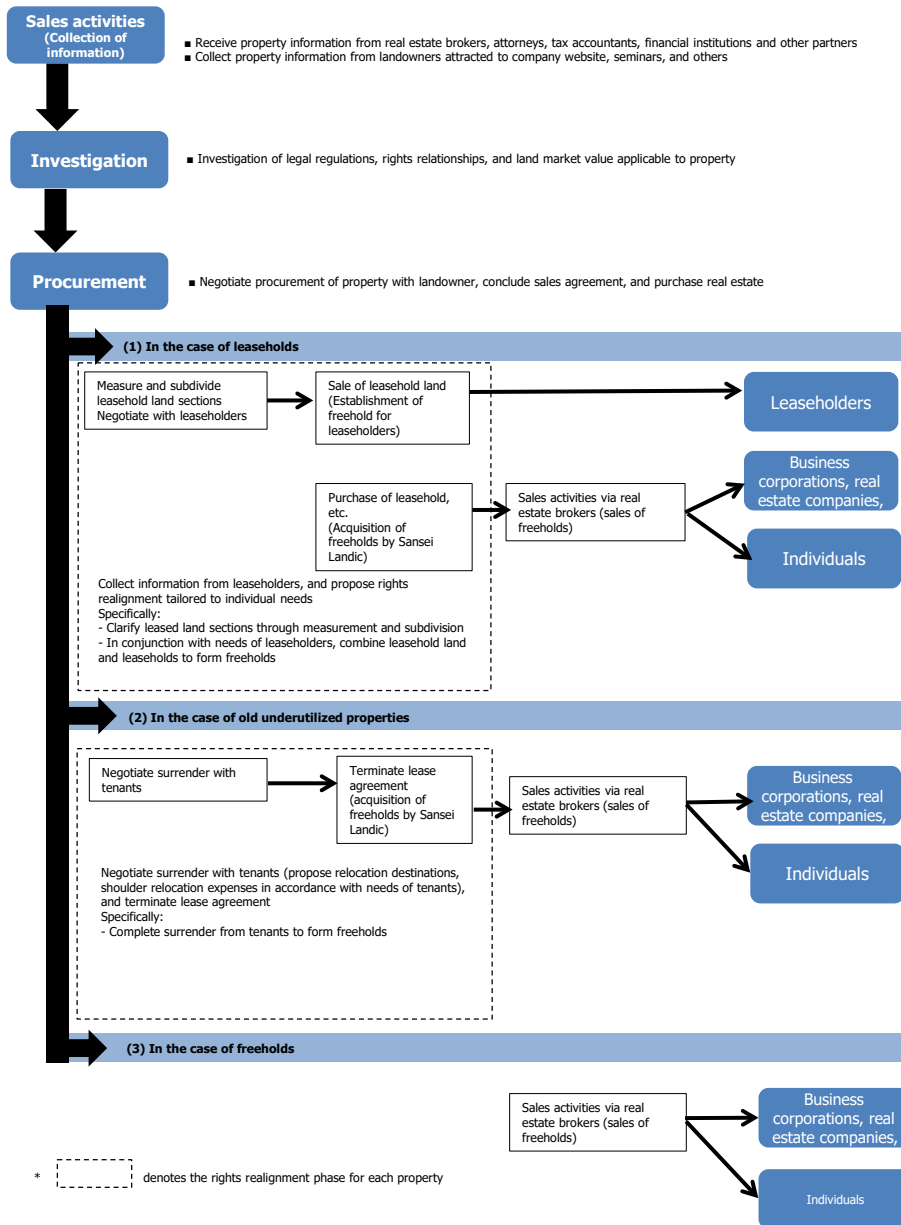 Sales activities
(Collection of
information)
■ Receive property information from real estate brokers, attorneys, tax accountants, financial institutions and other partners
■ Collect property information from landowners attracted to company website, seminars, and others
Investigation
■ Investigation of legal regulations, rights relationships, and land market value applicable to property
Procurement
■ Negotiate procurement of property with landowner, conclude sales agreement, and purchase real estate
(1) In the case of leaseholds
Measure and subdivide
leasehold land sections
Negotiate with leaseholders
Sale of leasehold land
(Establishment of
freehold for
leaseholders)
Leaseholders
Purchase of leasehold,
etc.
(Acquisition of
freeholds by Sansei
Landic)
Sales activities via real
estate brokers (sales of
freeholds)
Business
corporations, real
estate companies,
Individuals
Collect information from leaseholders, and propose rights
realignment tailored to individual needs
Specifically:
- Clarify leased land sections through measurement and subdivision
- In conjunction with needs of leaseholders, combine leasehold land
and leaseholds to form freeholds
(2) In the case of old underutilized properties
Negotiate surrender with
tenants
Terminate lease
agreement
(acquisition of
freeholds by Sansei
Landic)
Sales activities via real
estate brokers (sales of
freeholds)
Business
corporations, real
estate companies,
Individuals
Negotiate surrender with tenants (propose relocation destinations,
shoulder relocation expenses in accordance with needs of tenants),
and terminate lease agreement
Specifically:
- Complete surrender from tenants to form freeholds
(3) In the case of freeholds
Sales activities via real
estate brokers (sales of
freeholds)
Business
corporations, real
estate companies,
Individuals
* denotes the rights realignment phase for each property